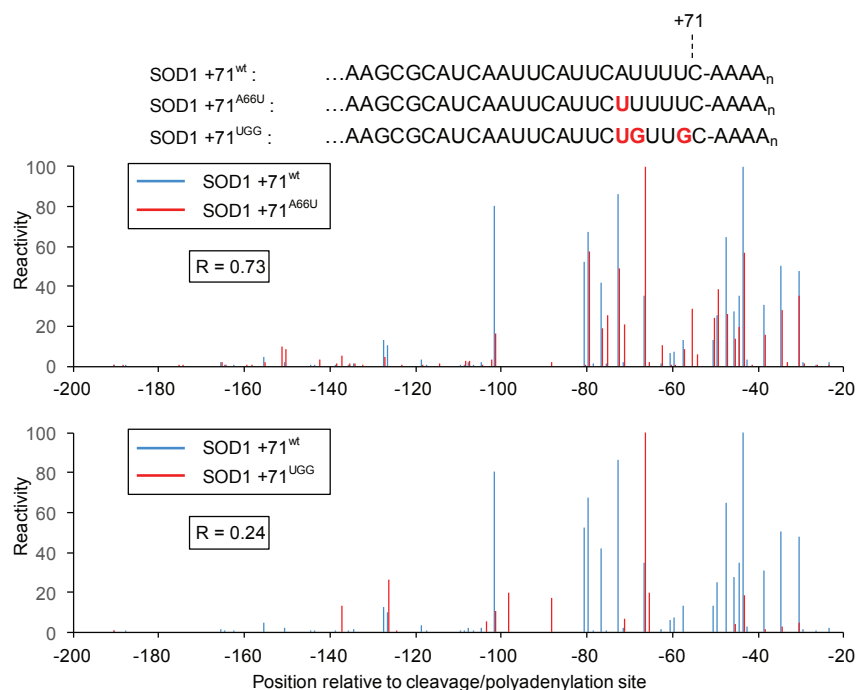 +71
SOD1 +71wt : ...AAGCGCAUCAAUUCAUUCAUUUUC-AAAAn
SOD1 +71A66U : ...AAGCGCAUCAAUUCAUUCUUUUUC-AAAAn
SOD1 +71UGG : ...AAGCGCAUCAAUUCAUUCUGUUGC-AAAAn
100
80
60
40
20
0
Reactivity
SOD1 +71wt
SOD1 +71A66U
R = 0.73
-200 -180 -160 -140 -120 -100 -80 -60 -40 -20
100
80
60
40
20
0
Reactivity
SOD1 +71wt
SOD1 +71UGG
R = 0.24
-200 -180 -160 -140 -120 -100 -80 -60 -40 -20
Position relative to cleavage/polyadenylation site